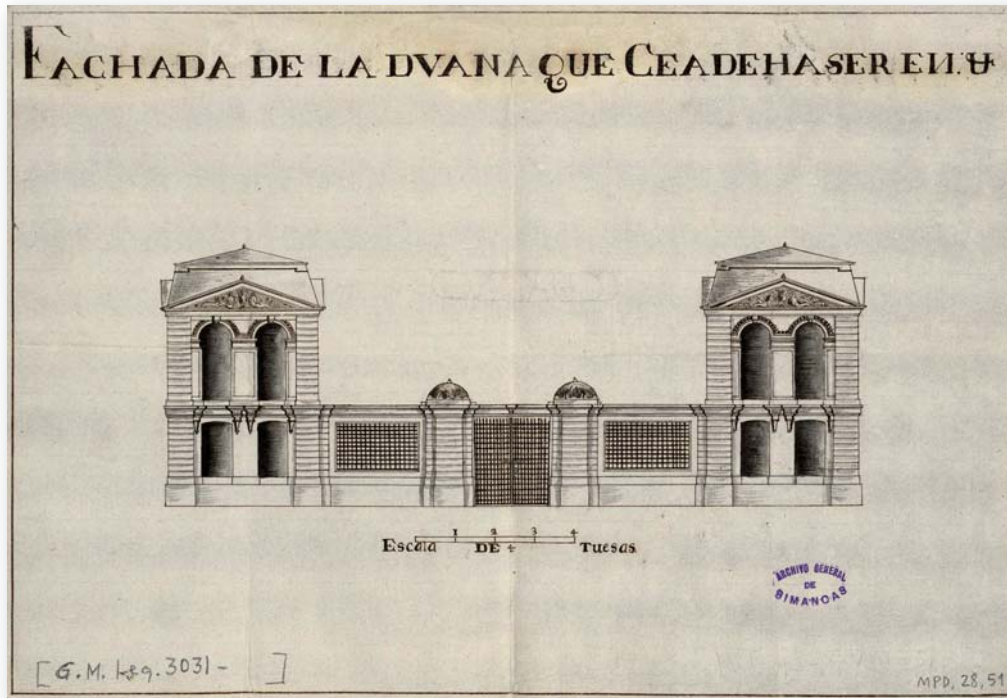 FACHADA DE LA DVANA QUE CEADEHASER EN.
1 2 3 4
Escala DE 4 Tuesas
ARCHIVO GENERAL
DE
SIMANCAS
[G.M. Leg. 3031 - ]
MPD, 28, 5